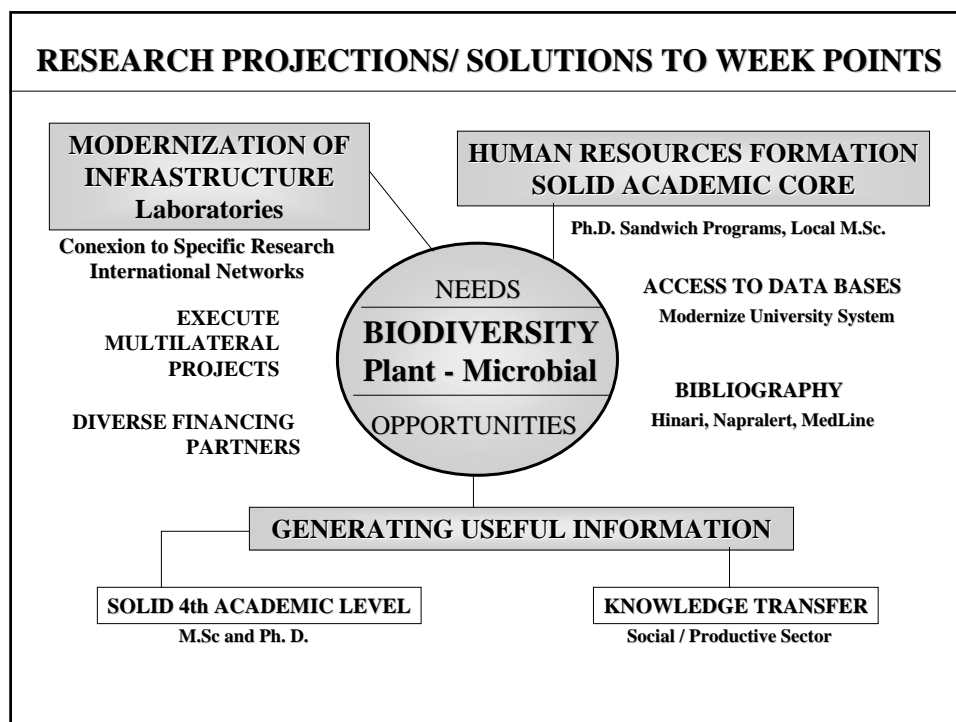 RESEARCH PROJECTIONS/ SOLUTIONS TO WEEK POINTS
MODERNIZATION OF
INFRASTRUCTURE
Laboratories
Conexion to Specific Research
International Networks
EXECUTE
MULTILATERAL
PROJECTS
DIVERSE FINANCING
PARTNERS
HUMAN RESOURCES FORMATION
SOLID ACADEMIC CORE
Ph.D. Sandwich Programs, Local M.Sc.
ACCESS TO DATA BASES
Modernize University System
BIBLIOGRAPHY
Hinari, Napralert, MedLine
NEEDS
BIODIVERSITY
Plant - Microbial
OPPORTUNITIES
GENERATING USEFUL INFORMATION
SOLID 4th ACADEMIC LEVEL
M.Sc and Ph. D.
KNOWLEDGE TRANSFER
Social / Productive Sector